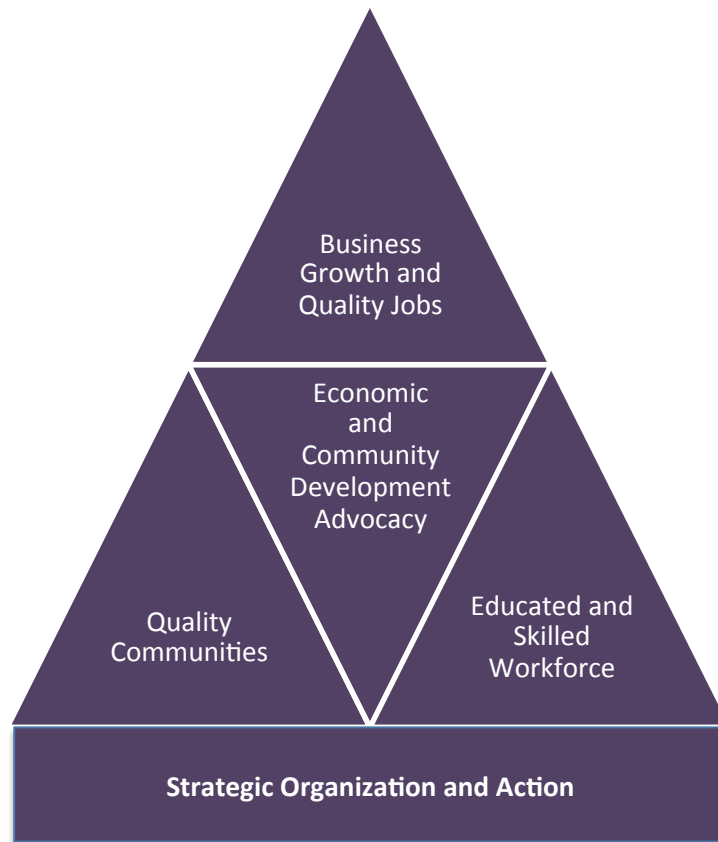 Business
Growth and
Quality Jobs
Economic
and
Community
Development
Advocacy
Quality
Communities
Educated and
Skilled
Workforce
Strategic Organization and Action